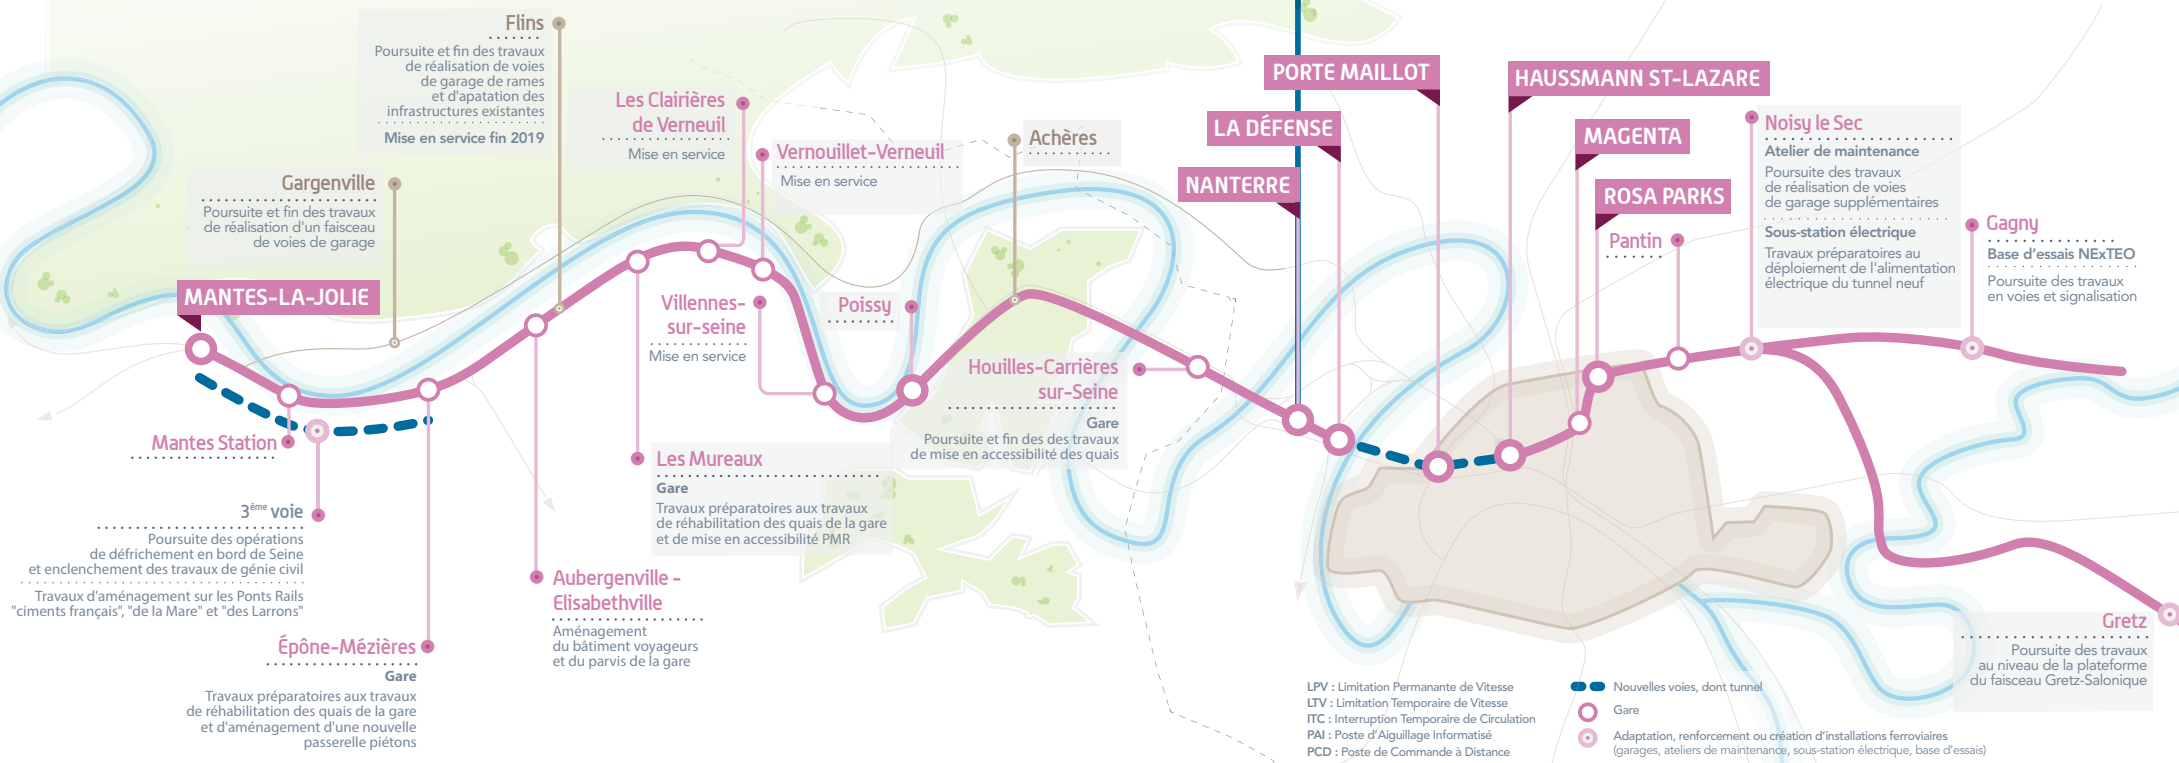 Flins
Poursuite et fin des travaux
de réalisation de voies
de garage de rames
et d'apatation des
infrastructures existantes
Mise en service fin 2019
Gargenville
Poursuite et fin des travaux
de réalisation d'un faisceau
de voies de garage
MANTES-LA-JOLIE
Mantes Station
3ème voie
Poursuite des opérations
de défrichement en bord de Seine
et enclenchement des travaux de génie civil
Travaux d'aménagement sur les Ponts Rails
"ciments français", "de la Mare" et "des Larrons"
Épône-Mézières
Gare
Travaux préparatoires aux travaux
de réhabilitation des quais de la gare
et d'aménagement d'une nouvelle
passerelle piétons
Aubergenville -
Elisabethville
Aménagement
du bâtiment voyageurs
et du parvis de la gare
Les Mureaux
Gare
Travaux préparatoires aux travaux
de réhabilitation des quais de la gare
et de mise en accessibilité PMR
Les Clairières
de Verneuil
Mise en service
Vernouillet-Verneuil
Mise en service
Villennes-
sur-seine
Mise en service
Poissy
Achères
Houilles-Carrières
sur-Seine
Gare
Poursuite et fin des des travaux
de mise en accessibilité des quais
NANTERRE
LA DÉFENSE
PORTE MAILLOT
HAUSSMANN ST-LAZARE
MAGENTA
ROSA PARKS
Pantin
Noisy le Sec
Atelier de maintenance
Poursuite des travaux
de réalisation de voies
de garage supplémentaires
Sous-station électrique
Travaux préparatoires au
déploiement de l'alimentation
électrique du tunnel neuf
Gagny
Base d'essais NExTEO
Poursuite des travaux
en voies et signalisation
Gretz
Poursuite des travaux
au niveau de la plateforme
du faisceau Gretz-Salonique
LPV : Limitation Permanante de Vitesse
LTV : Limitation Temporaire de Vitesse
ITC : Interruption Temporaire de Circulation
PAI : Poste d'Aiguillage Informatisé
PCD : Poste de Commande à Distance
Nouvelles voies, dont tunnel
Gare
Adaptation, renforcement ou création d'installations ferroviaires
(garages, ateliers de maintenance, sous-station électrique, base d'essais)